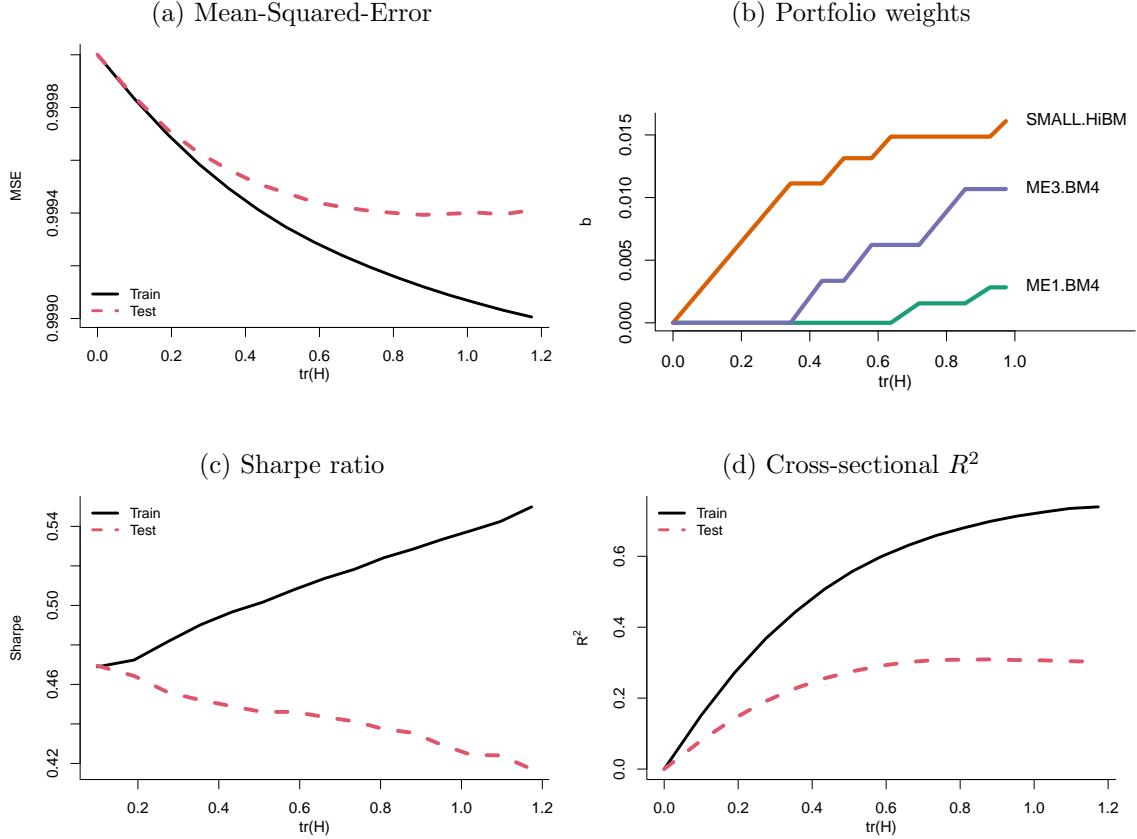 (a) Mean-Squared-Error
MSE
0.9998
0.9994
0.9990
Train
Test
0.0 0.2 0.4 0.6 0.8 1.0 1.2
tr(H)
(b) Portfolio weights
b
0.015
0.010
0.005
0.000
SMALL.HiBM
ME3.BM4
ME1.BM4
0.0 0.2 0.4 0.6 0.8 1.0
tr(H)
(c) Sharpe ratio
Sharpe
0.54
0.50
0.46
0.42
Train
Test
0.2 0.4 0.6 0.8 1.0 1.2
tr(H)
(d) Cross-sectional R²
R²
0.6
0.4
0.2
0.0
Train
Test
0.0 0.2 0.4 0.6 0.8 1.0 1.2
tr(H)